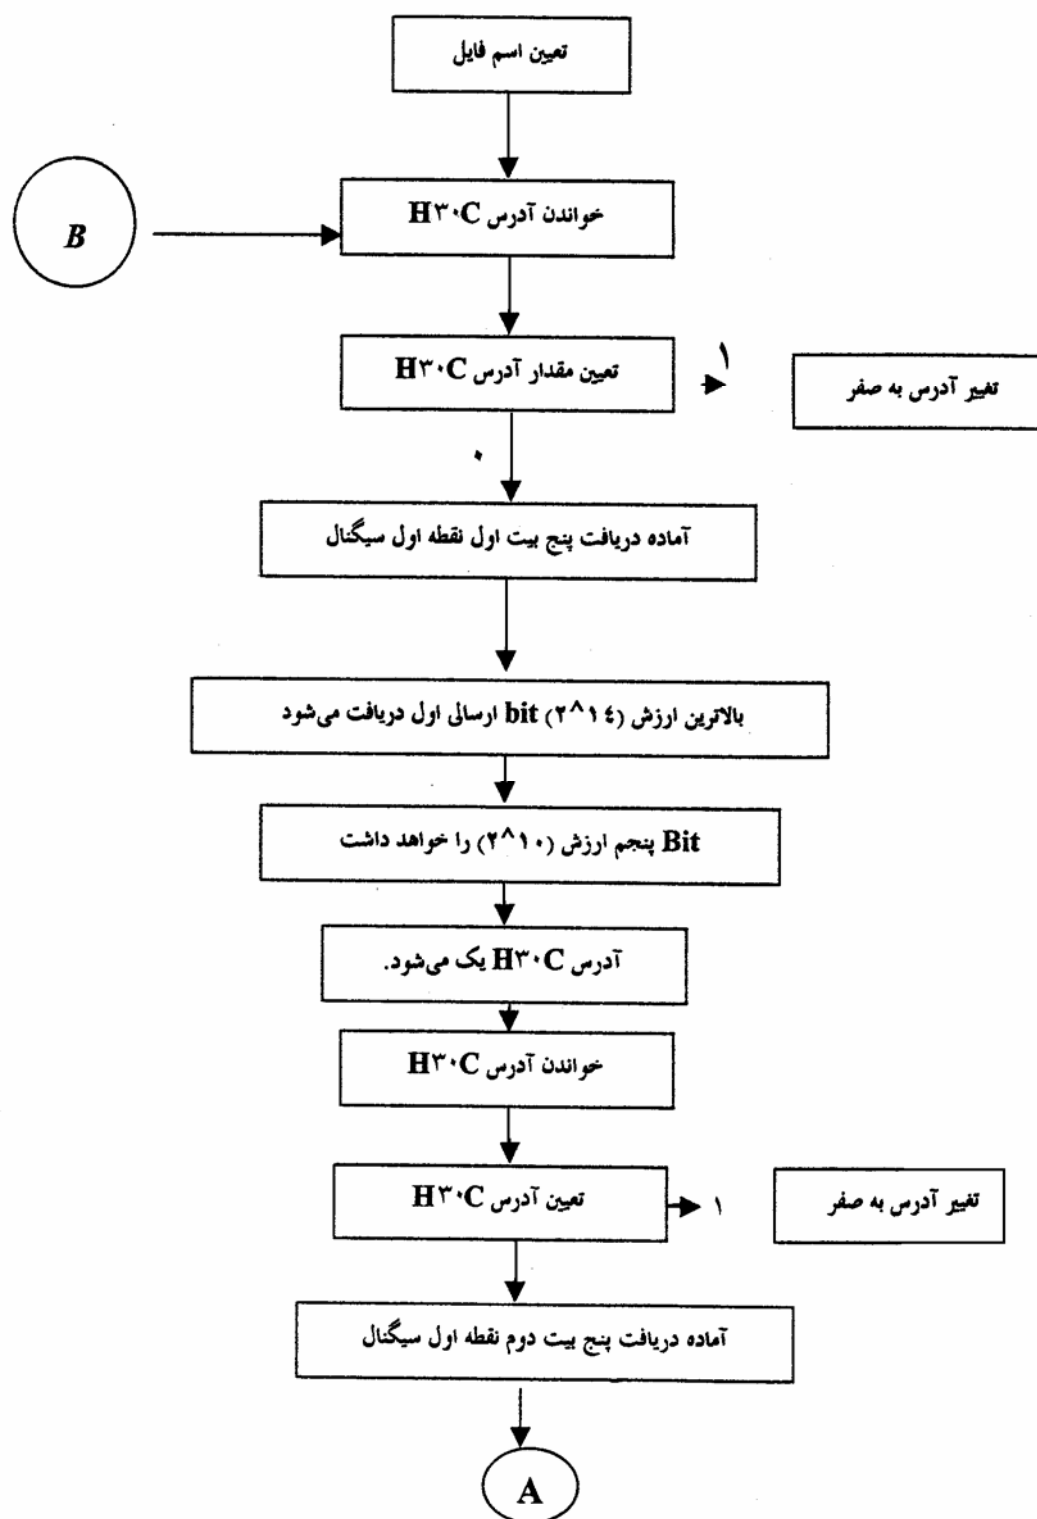 تعیین اسم فایل
B
خواندن آدرس H۳۰C
تعیین مقدار آدرس H۳۰C
۱
تغییر آدرس به صفر
۰
آماده دریافت پنج بیت اول نقطه اول سیگنال
بالاترین ارزش (۲^۱٤) bit ارسالی اول دریافت می‌شود
Bit پنجم ارزش (۲^۱۰) را خواهد داشت
آدرس H۳۰C یک می‌شود.
خواندن آدرس H۳۰C
تعیین آدرس H۳۰C
۱
تغییر آدرس به صفر
آماده دریافت پنج بیت دوم نقطه اول سیگنال
A